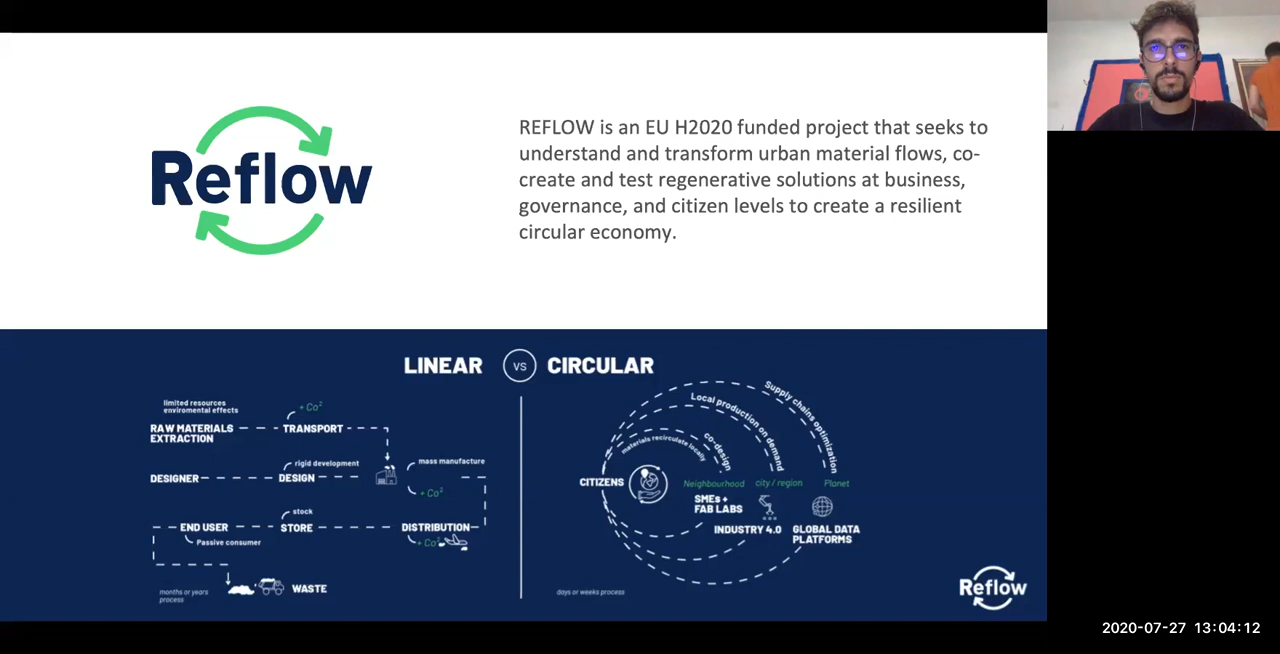 Reflow
REFLOW is an EU H2020 funded project that seeks to
understand and transform urban material flows, co-
create and test regenerative solutions at business,
governance, and citizen levels to create a resilient
circular economy.
LINEAR VS CIRCULAR
limited resources
enviromental effects
+ Co²
RAW MATERIALS
EXTRACTION
TRANSPORT
rigid development
mass manufacture
DESIGNER
DESIGN
+ Co²
stock
END USER
STORE
DISTRIBUTION
Passive consumer
+ Co²
WASTE
months or years
process
Supply chains optimization
Local production on demand
co-design
materials recirculate locally
CITIZENS
Neighbourhood
city / region
Planet
SMEs +
FAB LABS
INDUSTRY 4.0
GLOBAL DATA
PLATFORMS
days or weeks process
Reflow
2020-07-27 13:04:12